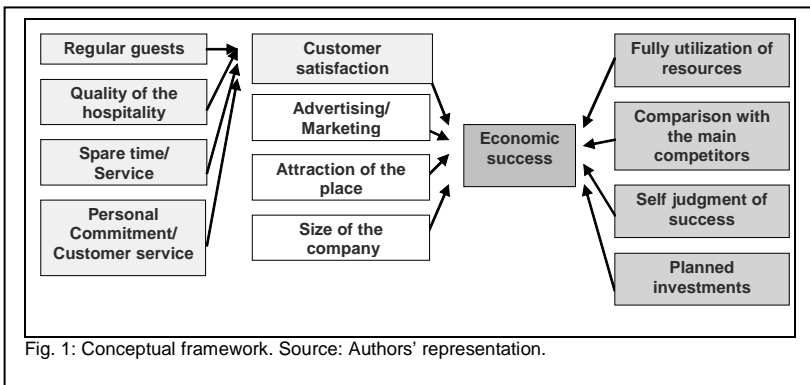 Regular guests
Quality of the
hospitality
Spare time/
Service
Personal
Commitment/
Customer service
Customer
satisfaction
Advertising/
Marketing
Attraction of the
place
Size of the
company
Economic
success
Fully utilization of
resources
Comparison with
the main
competitors
Self judgment of
success
Planned
investments
Fig. 1: Conceptual framework. Source: Authors' representation.